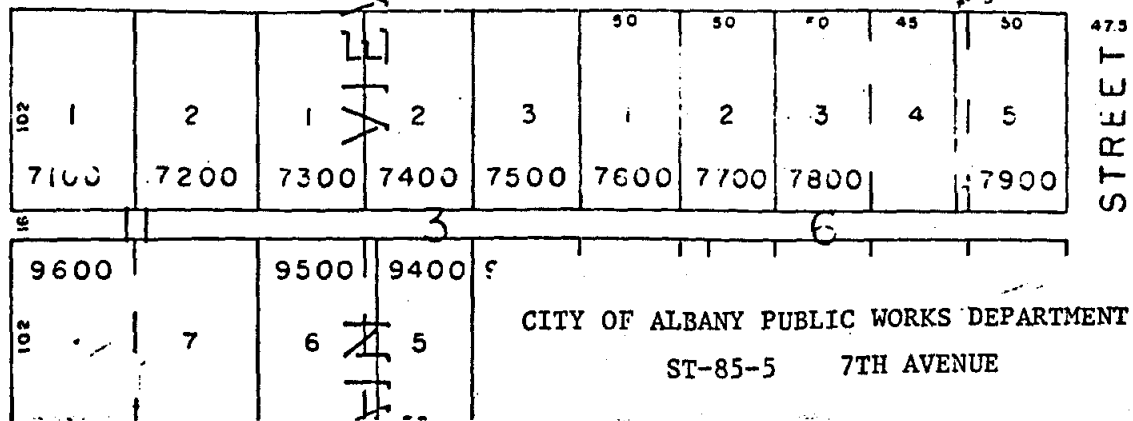 50 50 50 45 50 47.5
102 1 2 1 2 3 1 2 3 4 5
STREET
7100 7200 7300 7400 7500 7600 7700 7800 7900
16 3 6
9600 9500 9400
102 7 6 5
CITY OF ALBANY PUBLIC WORKS DEPARTMENT
ST-85-5 7TH AVENUE